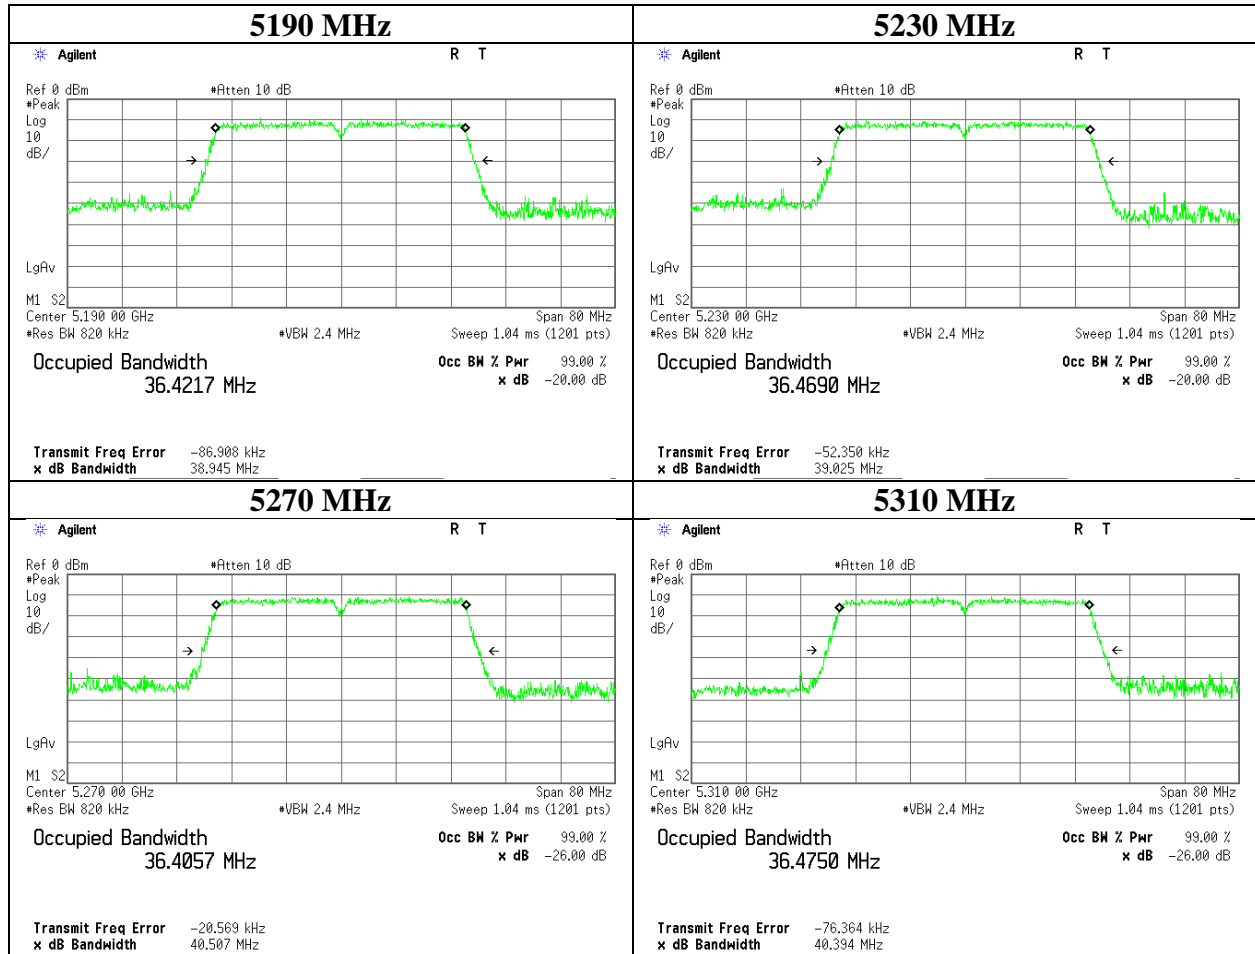 5190 MHz
Agilent R T
Ref 0 dBm #Atten 10 dB
#Peak
Log
10
dB/
LgAv
M1 S2
Center 5.190 00 GHz Span 80 MHz
#Res BW 820 kHz #VBW 2.4 MHz Sweep 1.04 ms (1201 pts)
Occupied Bandwidth Occ BW % Pwr 99.00 %
36.4217 MHz x dB -20.00 dB
Transmit Freq Error -86.908 kHz
x dB Bandwidth 38.945 MHz
5230 MHz
Agilent R T
Ref 0 dBm #Atten 10 dB
#Peak
Log
10
dB/
LgAv
M1 S2
Center 5.230 00 GHz Span 80 MHz
#Res BW 820 kHz #VBW 2.4 MHz Sweep 1.04 ms (1201 pts)
Occupied Bandwidth Occ BW % Pwr 99.00 %
36.4690 MHz x dB -20.00 dB
Transmit Freq Error -52.350 kHz
x dB Bandwidth 39.025 MHz
5270 MHz
Agilent R T
Ref 0 dBm #Atten 10 dB
#Peak
Log
10
dB/
LgAv
M1 S2
Center 5.270 00 GHz Span 80 MHz
#Res BW 820 kHz #VBW 2.4 MHz Sweep 1.04 ms (1201 pts)
Occupied Bandwidth Occ BW % Pwr 99.00 %
36.4057 MHz x dB -26.00 dB
Transmit Freq Error -20.569 kHz
x dB Bandwidth 40.507 MHz
5310 MHz
Agilent R T
Ref 0 dBm #Atten 10 dB
#Peak
Log
10
dB/
LgAv
M1 S2
Center 5.310 00 GHz Span 80 MHz
#Res BW 820 kHz #VBW 2.4 MHz Sweep 1.04 ms (1201 pts)
Occupied Bandwidth Occ BW % Pwr 99.00 %
36.4750 MHz x dB -26.00 dB
Transmit Freq Error -76.364 kHz
x dB Bandwidth 40.394 MHz